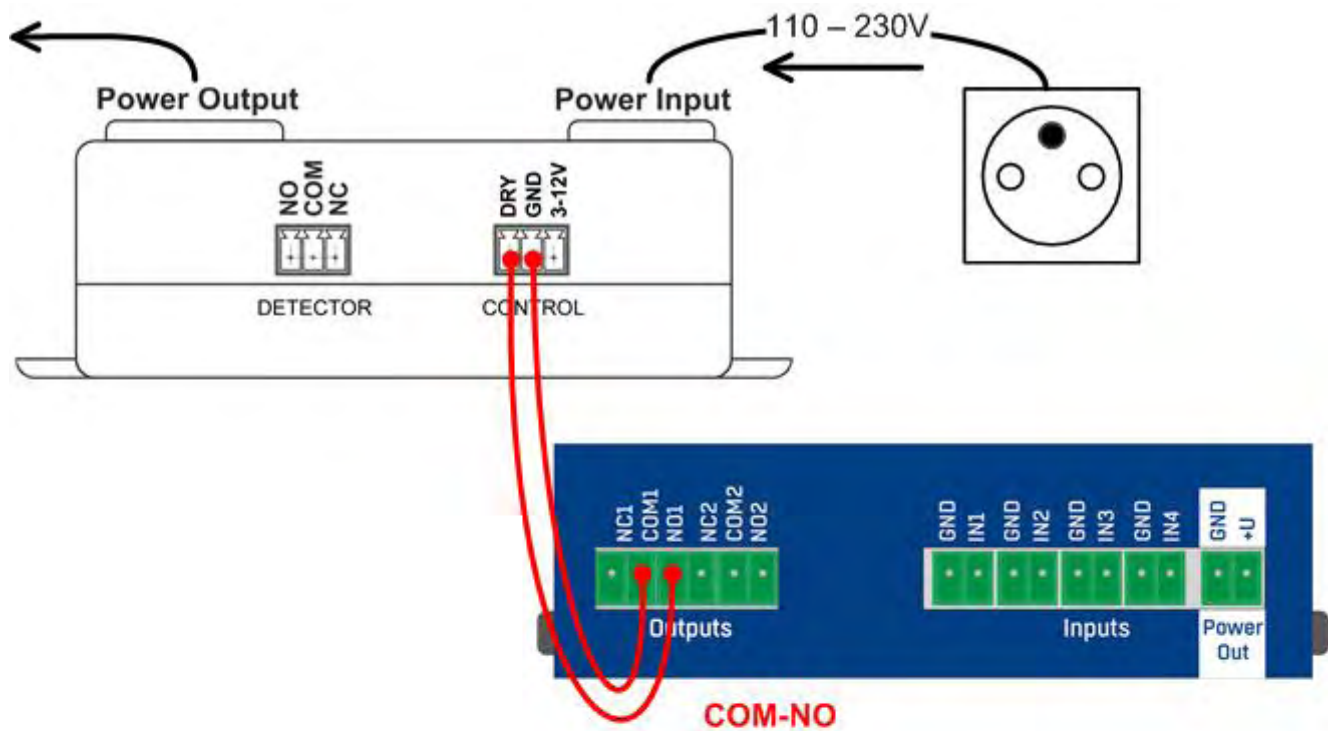 110 – 230V
Power Output
Power Input
NO
COM
NC
DRY
GND
3-12V
DETECTOR
CONTROL
NC1
COM1
NO1
NC2
COM2
NO2
GND
IN1
GND
IN2
GND
IN3
GND
IN4
GND
+U
Outputs
Inputs
Power
Out
COM-NO